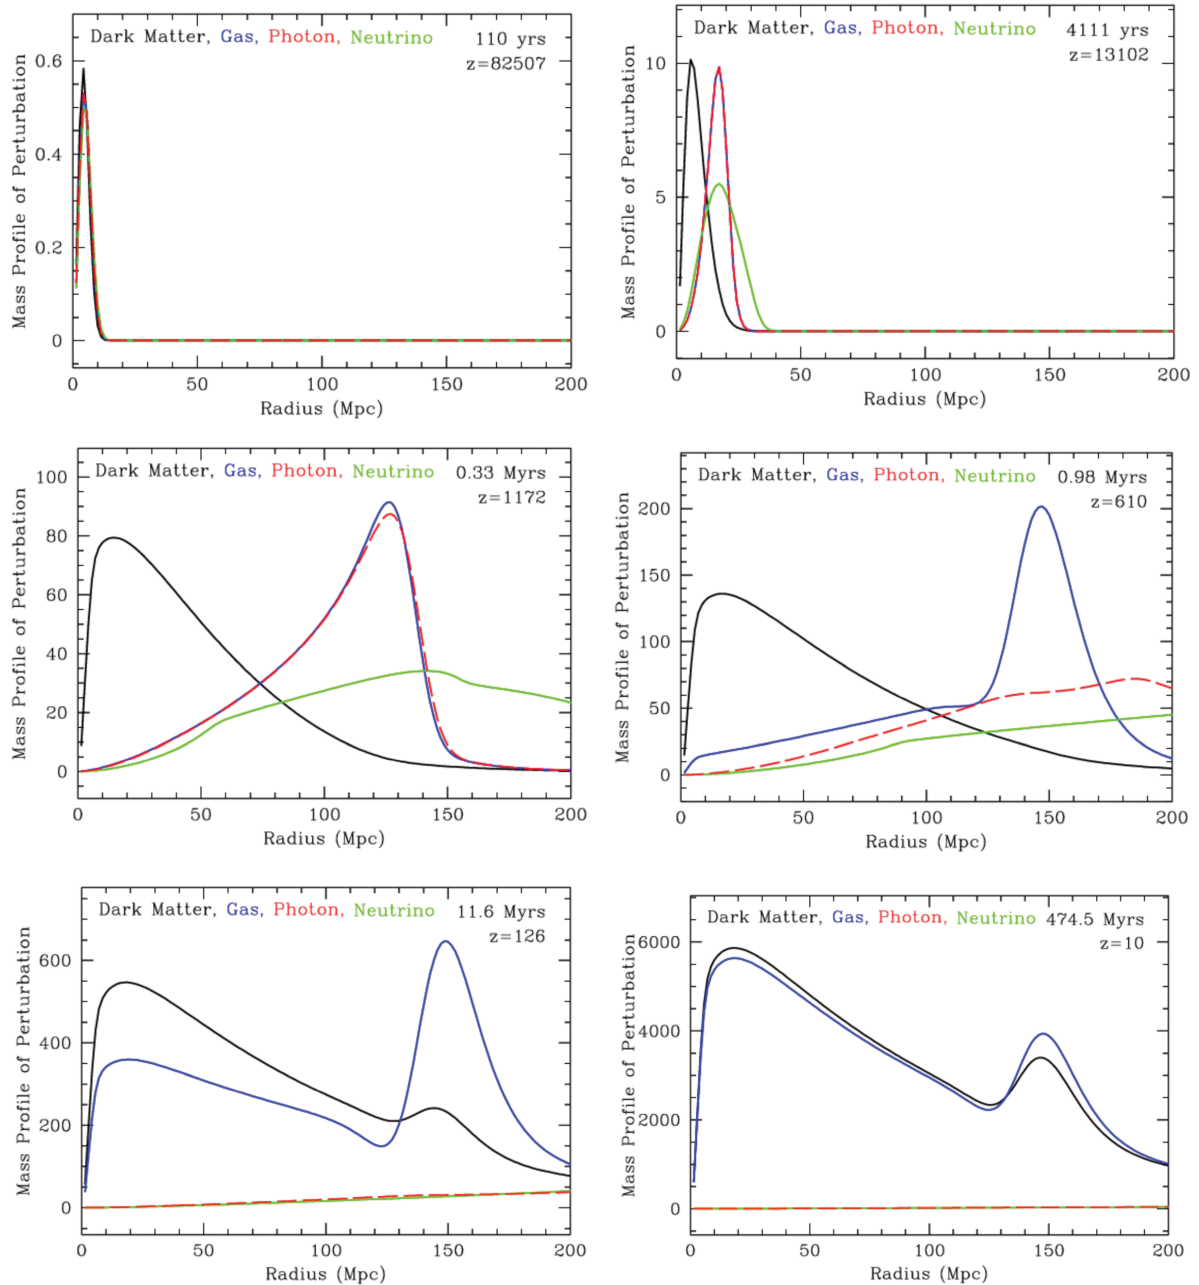 Dark Matter, Gas, Photon, Neutrino 110 yrs
z=82507
Mass Profile of Perturbation
0.6
0.4
0.2
0
0 50 100 150 200
Radius (Mpc)
Dark Matter, Gas, Photon, Neutrino 4111 yrs
z=13102
Mass Profile of Perturbation
10
5
0
0 50 100 150 200
Radius (Mpc)
Dark Matter, Gas, Photon, Neutrino 0.33 Myrs
z=1172
Mass Profile of Perturbation
100
80
60
40
20
0
0 50 100 150 200
Radius (Mpc)
Dark Matter, Gas, Photon, Neutrino 0.98 Myrs
z=610
Mass Profile of Perturbation
200
150
100
50
0
0 50 100 150 200
Radius (Mpc)
Dark Matter, Gas, Photon, Neutrino 11.6 Myrs
z=126
Mass Profile of Perturbation
600
400
200
0
0 50 100 150 200
Radius (Mpc)
Dark Matter, Gas, Photon, Neutrino 474.5 Myrs
z=10
Mass Profile of Perturbation
6000
4000
2000
0
0 50 100 150 200
Radius (Mpc)